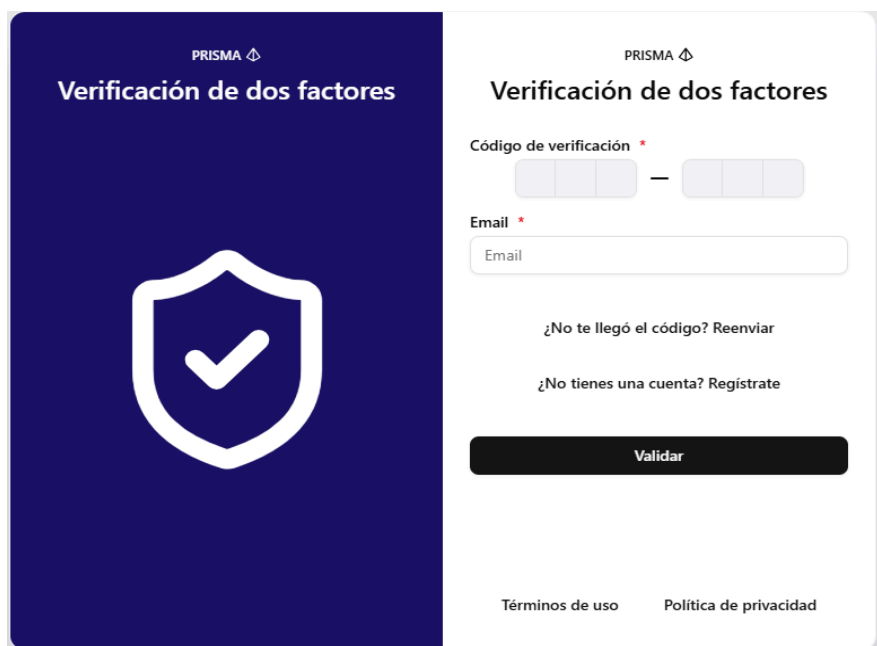 PRISMA
Verificación de dos factores
PRISMA
Verificación de dos factores
Código de verificación *
Email *
Email
¿No te llegó el código? Reenviar
¿No tienes una cuenta? Regístrate
Validar
Términos de uso Política de privacidad